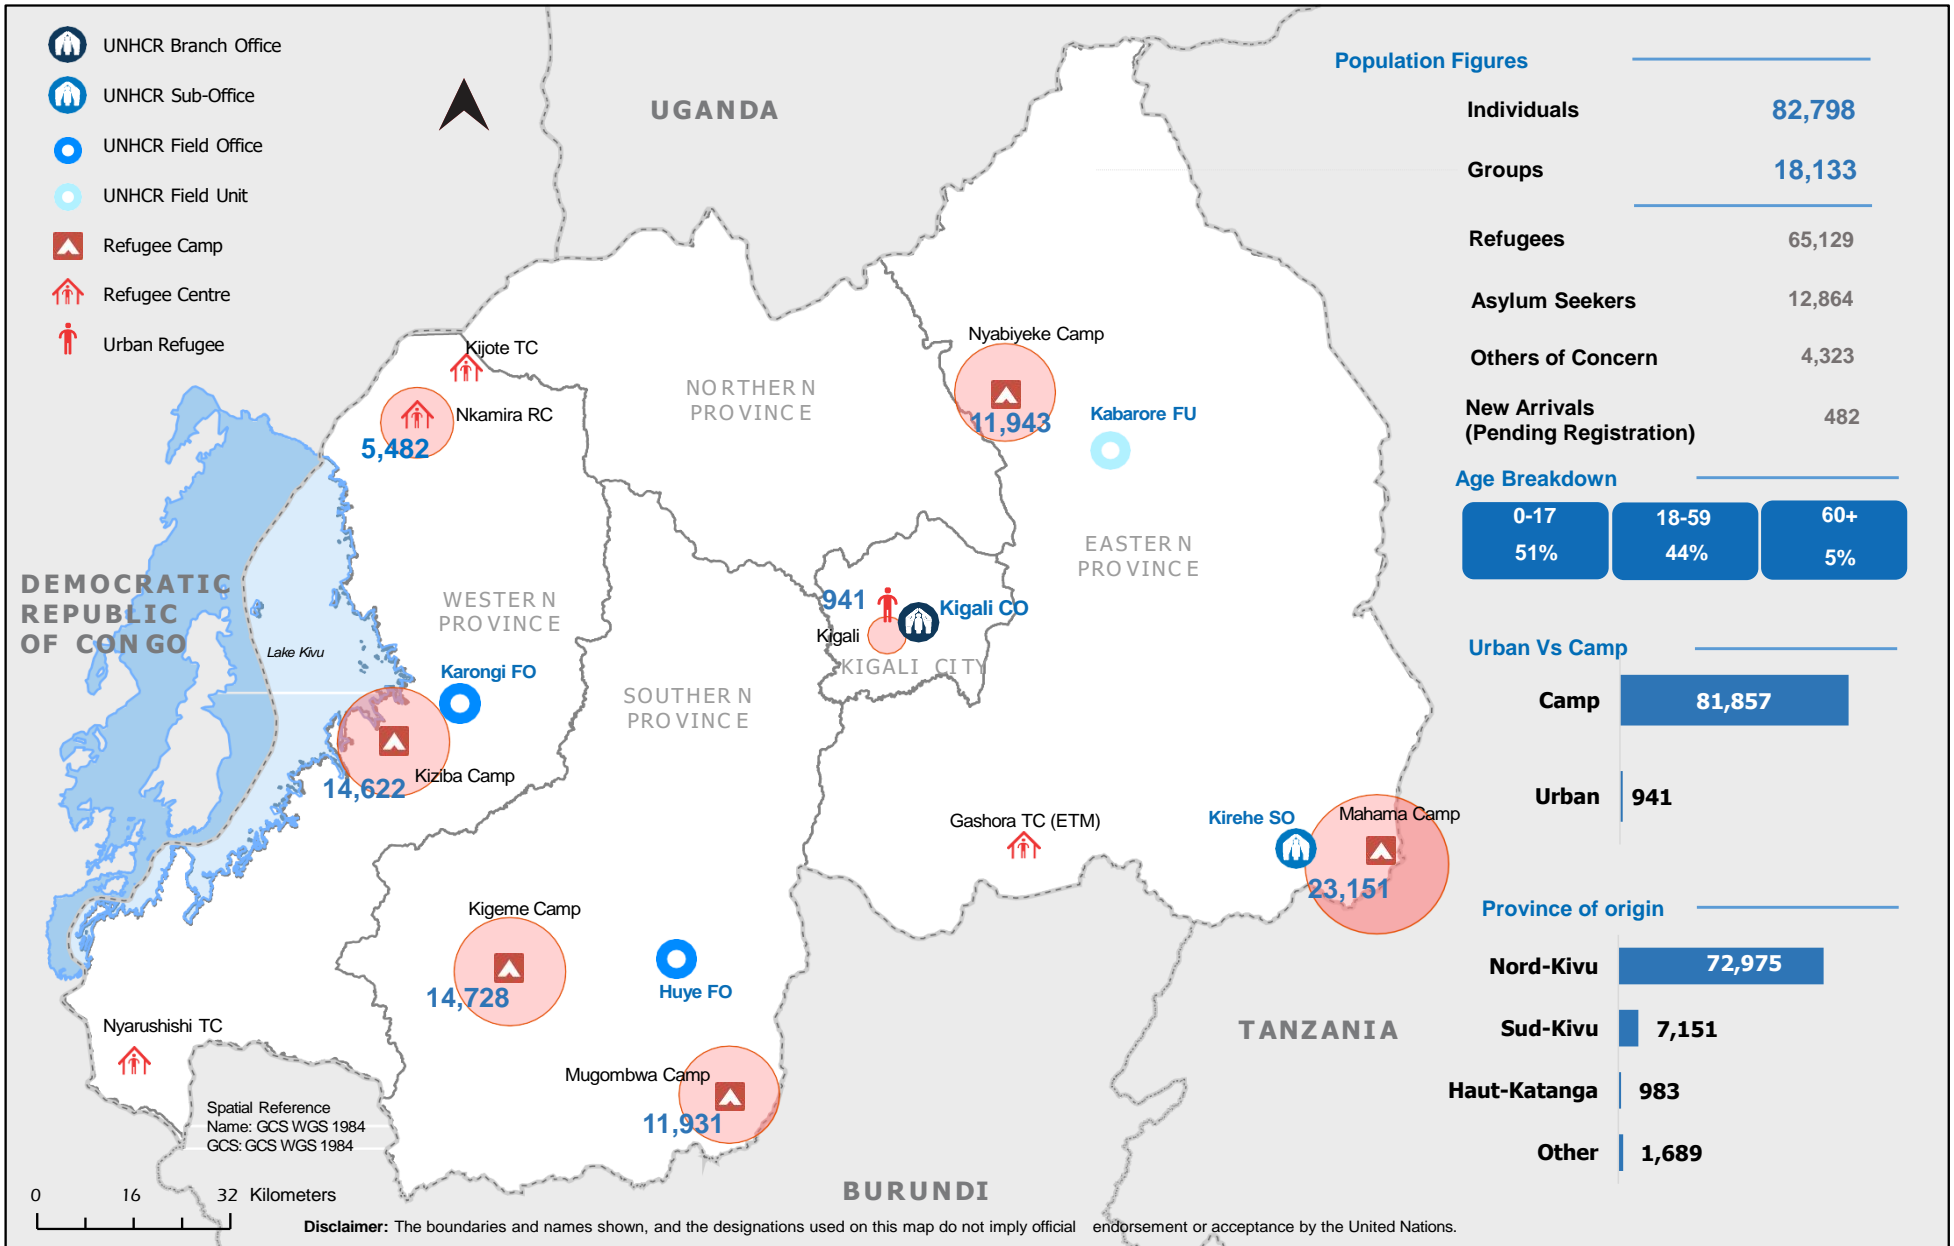 UNHCR Branch Office
UNHCR Sub-Office
UNHCR Field Office
UNHCR Field Unit
Refugee Camp
Refugee Centre
Urban Refugee
UGANDA
Kijote TC
Nkamira RC
5,482
NORTHERN
PROVINCE
Nyabiyeke Camp
11,943
Kabarore FU
EASTERN
PROVINCE
DEMOCRATIC
REPUBLIC
OF CONGO
Lake Kivu
WESTERN
PROVINCE
Karongi FO
Kiziba Camp
14,622
SOUTHERN
PROVINCE
941
Kigali
Kigali CO
KIGALI CITY
Gashora TC (ETM)
Kirehe SO
Mahama Camp
23,151
Kigeme Camp
14,728
Huye FO
Mugombwa Camp
11,931
Nyarushishi TC
TANZANIA
BURUNDI
Spatial Reference
Name: GCS WGS 1984
GCS: GCS WGS 1984
0 16 32 Kilometers
Disclaimer: The boundaries and names shown, and the designations used on this map do not imply official endorsement or acceptance by the United Nations.
Population Figures
Individuals 82,798
Groups 18,133
Refugees 65,129
Asylum Seekers 12,864
Others of Concern 4,323
New Arrivals
(Pending Registration) 482
Age Breakdown
0-17 18-59 60+
51% 44% 5%
Urban Vs Camp
Camp 81,857
Urban 941
Province of origin
Nord-Kivu 72,975
Sud-Kivu 7,151
Haut-Katanga 983
Other 1,689